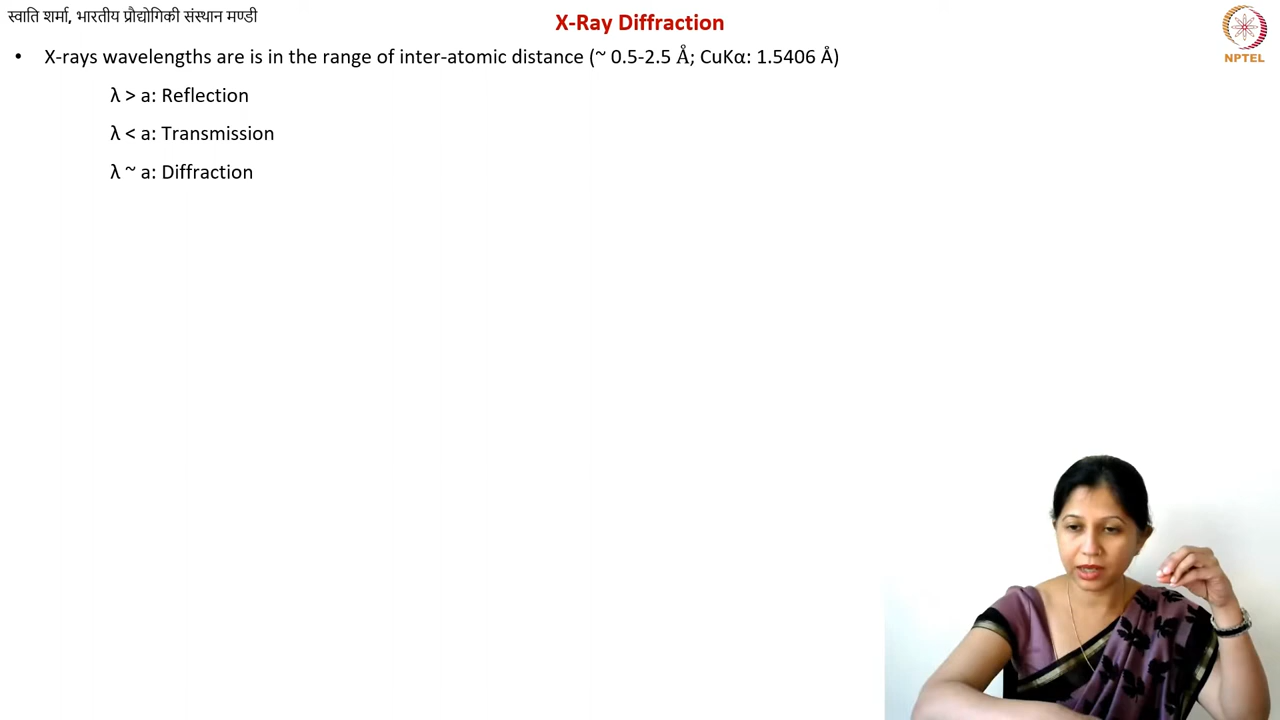 स्वाति शर्मा, भारतीय प्रौद्योगिकी संस्थान मण्डी
X-Ray Diffraction
NPTEL
• X-rays wavelengths are is in the range of inter-atomic distance (~ 0.5-2.5 Å; CuKα: 1.5406 Å)
λ > a: Reflection
λ < a: Transmission
λ ~ a: Diffraction